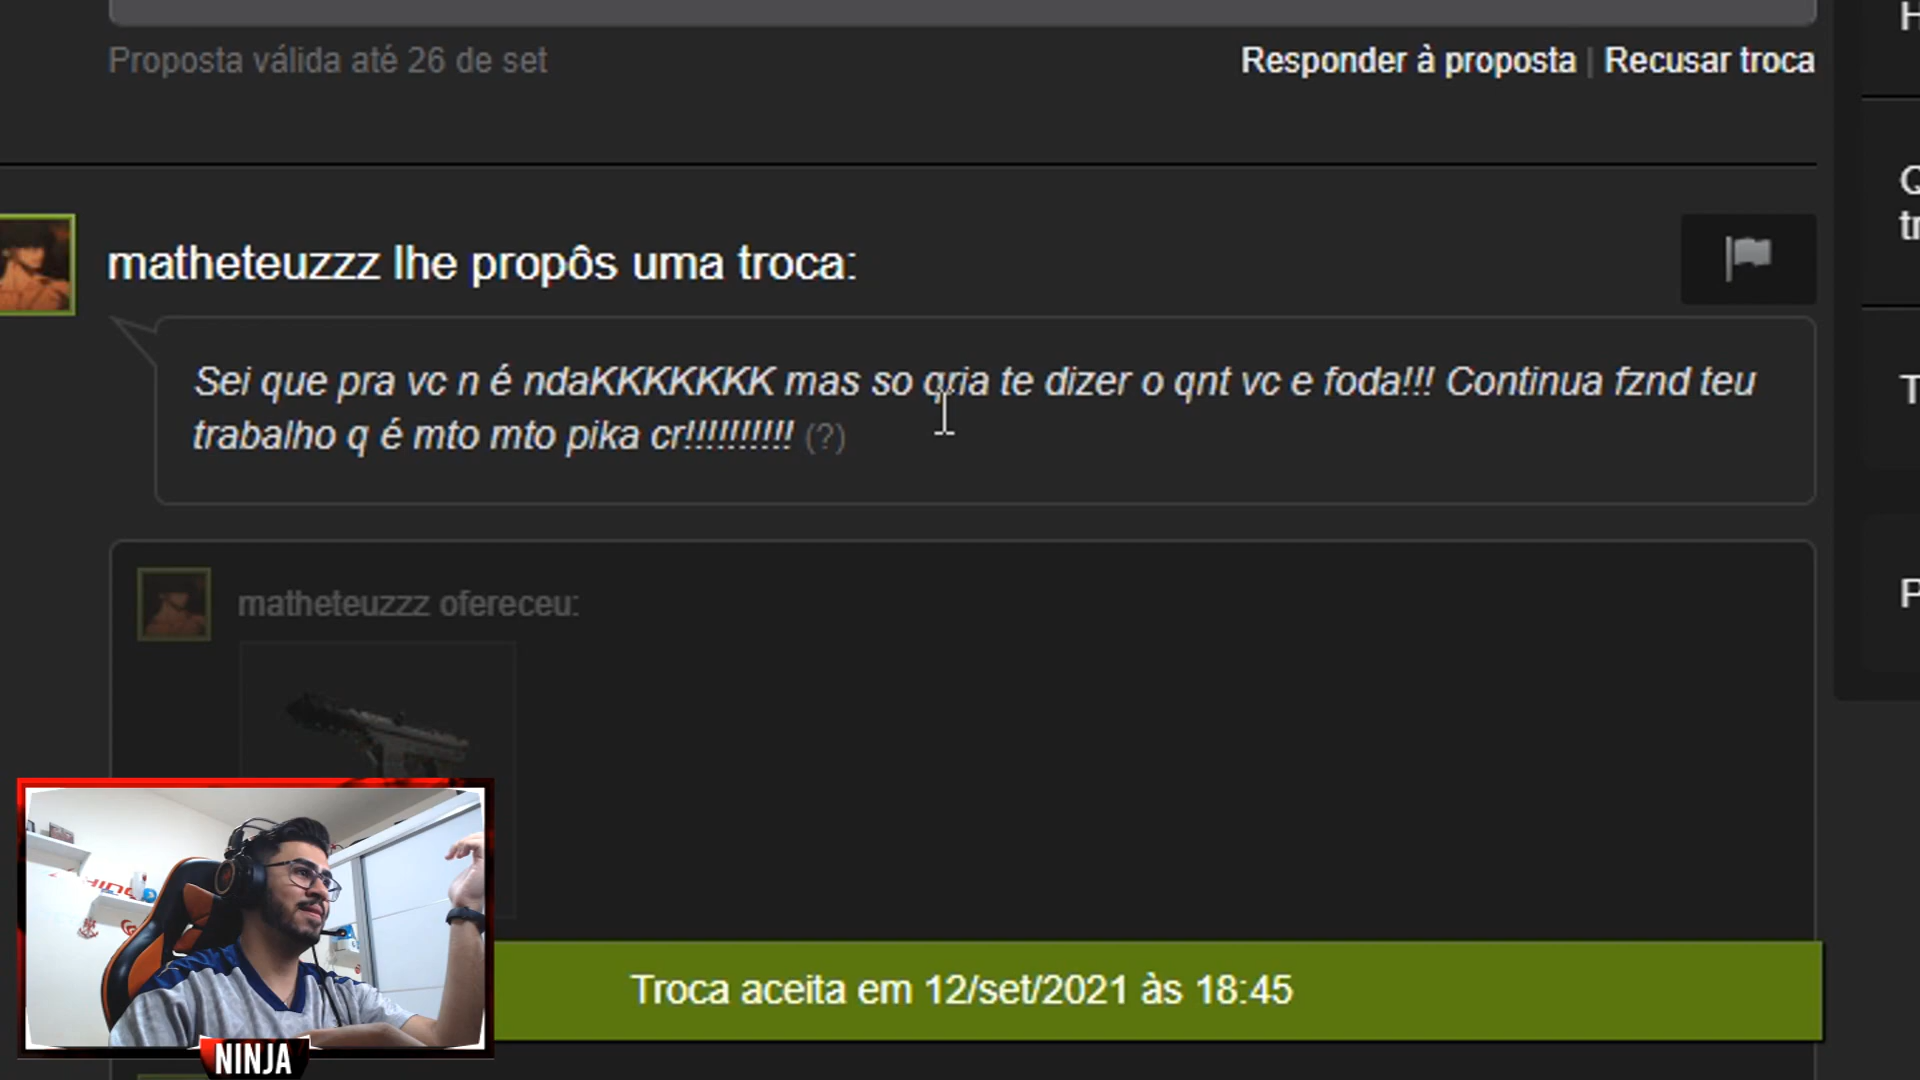 Proposta válida até 26 de set
Responder à proposta | Recusar troca
matheteuzzz lhe propôs uma troca:
Sei que pra vc n é ndaKKKKKKK mas so qria te dizer o qnt vc e foda!!! Continua fznd teu
trabalho q é mto mto pika cr!!!!!!!!!! (?)
matheteuzzz ofereceu:
Troca aceita em 12/set/2021 às 18:45
NINJA